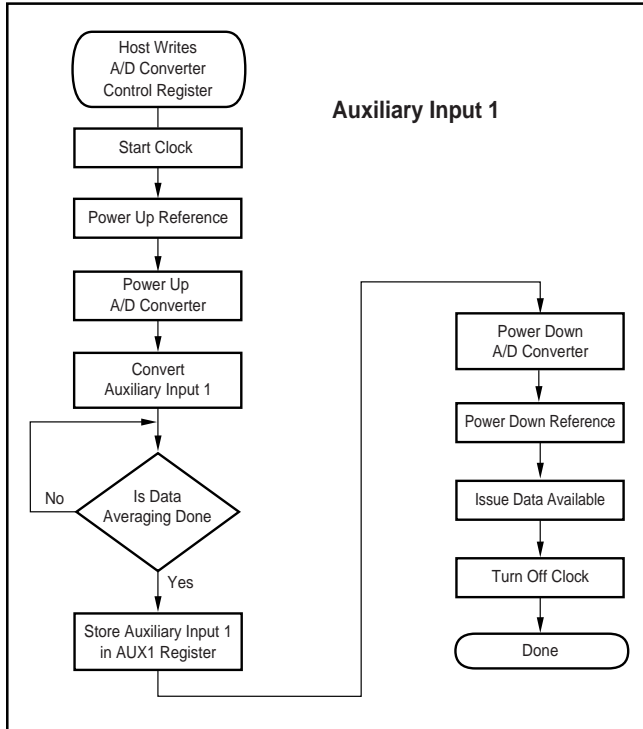 Host Writes
A/D Converter
Control Register
Auxiliary Input 1
Start Clock
Power Up Reference
Power Up
A/D Converter
Convert
Auxiliary Input 1
No
Is Data
Averaging Done
Yes
Store Auxiliary Input 1
in AUX1 Register
Power Down
A/D Converter
Power Down Reference
Issue Data Available
Turn Off Clock
Done